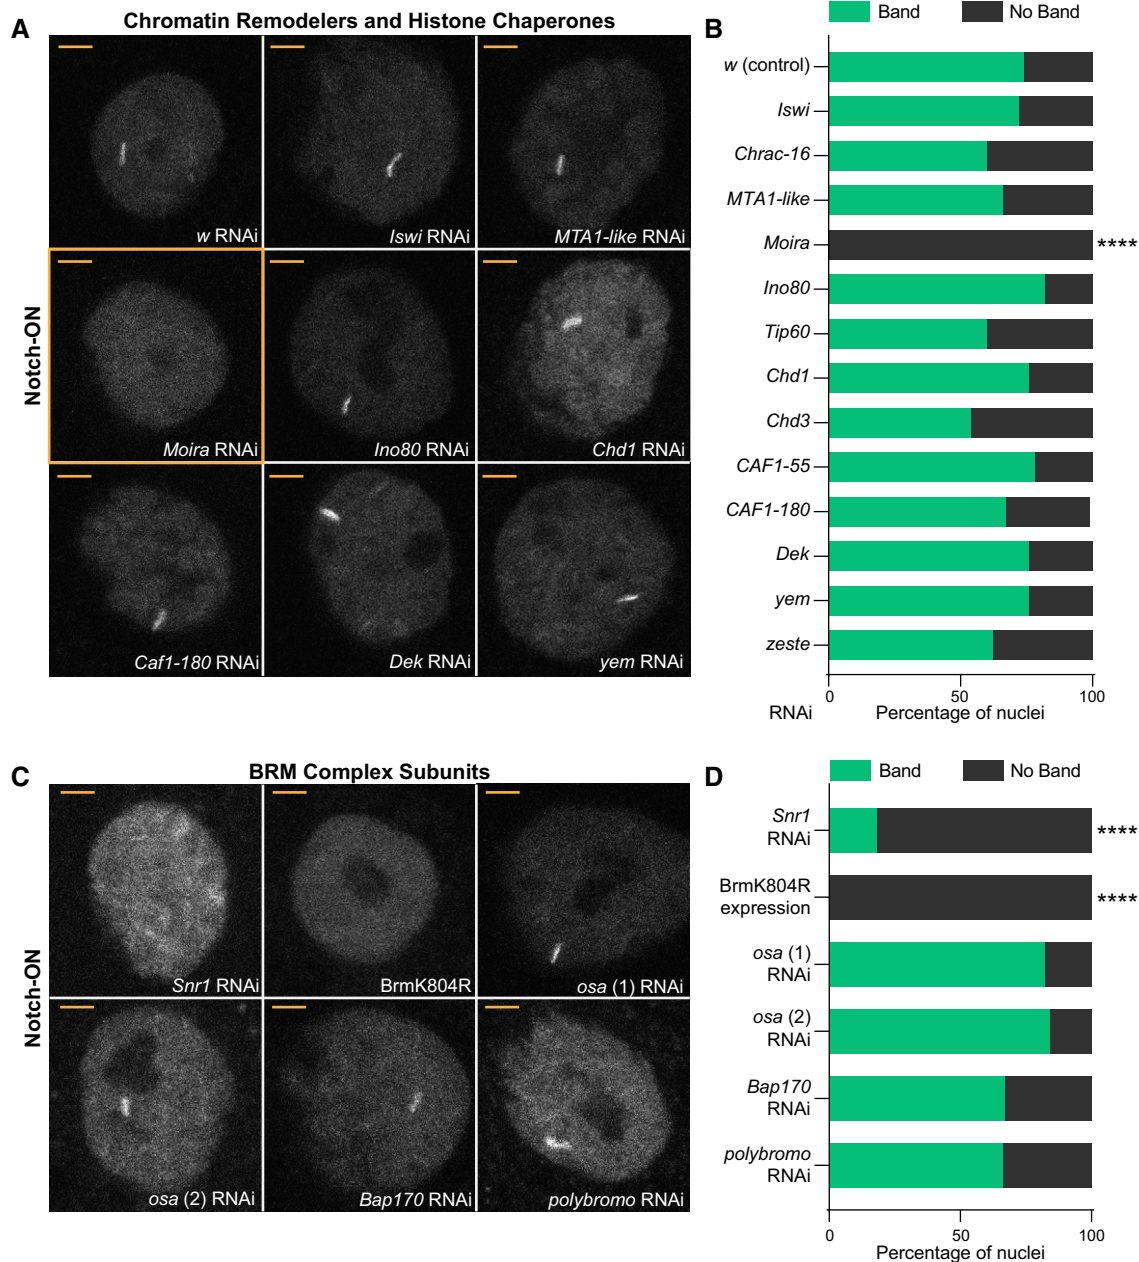 A
Chromatin Remodelers and Histone Chaperones
Notch-ON
w RNAi
Iswi RNAi
MTA1-like RNAi
Moira RNAi
Ino80 RNAi
Chd1 RNAi
Caf1-180 RNAi
Dek RNAi
yem RNAi
B
Band
No Band
w (control)
Iswi
Chrac-16
MTA1-like
Moira
****
Ino80
Tip60
Chd1
Chd3
CAF1-55
CAF1-180
Dek
yem
zeste
0
50
100
RNAi
Percentage of nuclei
C
BRM Complex Subunits
Notch-ON
Snr1 RNAi
BrmK804R
osa (1) RNAi
osa (2) RNAi
Bap170 RNAi
polybromo RNAi
D
Band
No Band
Snr1
RNAi
****
BrmK804R
expression
****
osa (1)
RNAi
osa (2)
RNAi
Bap170
RNAi
polybromo
RNAi
0
50
100
Percentage of nuclei